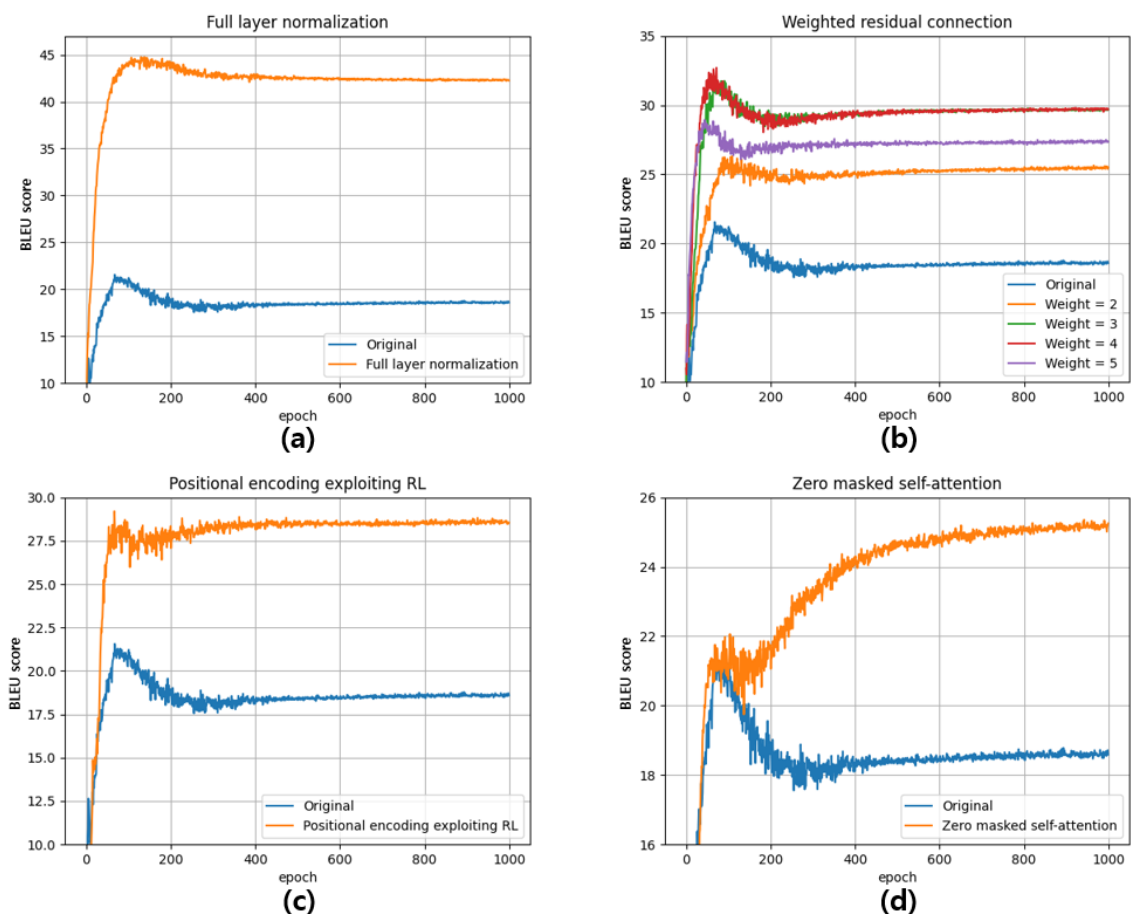 Full layer normalization
BLEU score
45
40
35
30
25
20
15
10
0
200
400
600
800
1000
epoch
Original
Full layer normalization
(a)
Weighted residual connection
BLEU score
35
30
25
20
15
10
0
200
400
600
800
1000
epoch
Original
Weight = 2
Weight = 3
Weight = 4
Weight = 5
(b)
Positional encoding exploiting RL
BLEU score
30.0
27.5
25.0
22.5
20.0
17.5
15.0
12.5
10.0
0
200
400
600
800
1000
epoch
Original
Positional encoding exploiting RL
(c)
Zero masked self-attention
BLEU score
26
24
22
20
18
16
0
200
400
600
800
1000
epoch
Original
Zero masked self-attention
(d)